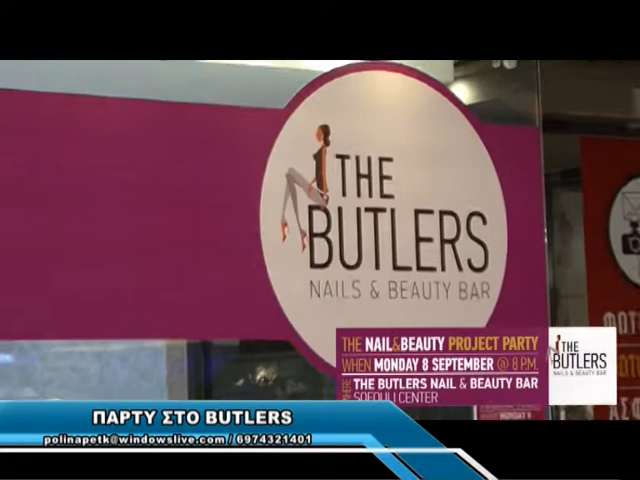 THE
BUTLERS
NAILS & BEAUTY BAR
THE NAIL&BEAUTY PROJECT PARTY
WHEN MONDAY 8 SEPTEMBER @ 8 P.M.
WHERE THE BUTLERS NAIL & BEAUTY BAR
SOFOULI CENTER
THE
BUTLERS
NAILS & BEAUTY BAR
ΠΑΡΤΥ ΣΤΟ BUTLERS
polinapetk@windowslive.com / 6974321401